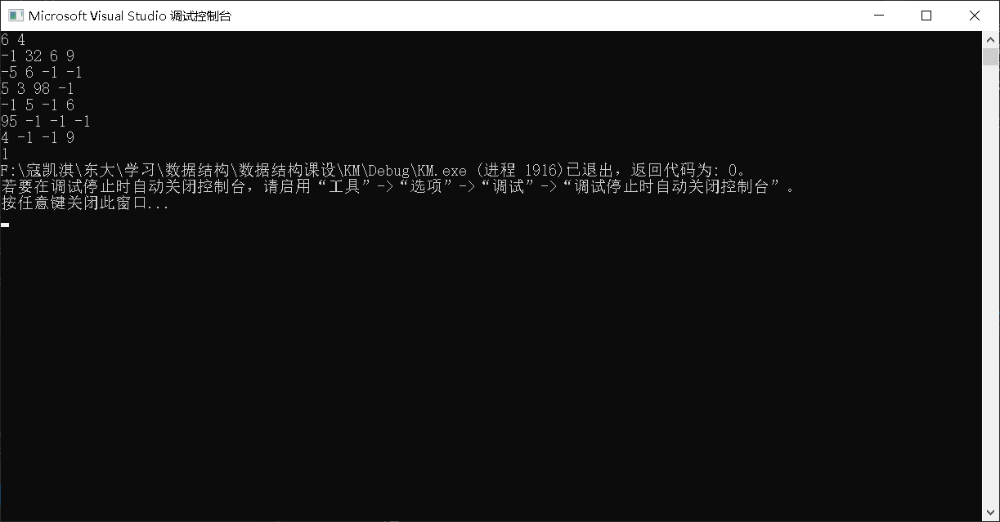 Microsoft Visual Studio 调试控制台
6 4
-1 32 6 9
-5 6 -1 -1
5 3 98 -1
-1 5 -1 6
95 -1 -1 -1
4 -1 -1 9
1
F:\寇凯淇\东大\学习\数据结构\数据结构课设\KM\Debug\KM.exe (进程 1916)已退出，返回代码为: 0。
若要在调试停止时自动关闭控制台，请启用“工具”->“选项”->“调试”->“调试停止时自动关闭控制台”。
按任意键关闭此窗口...